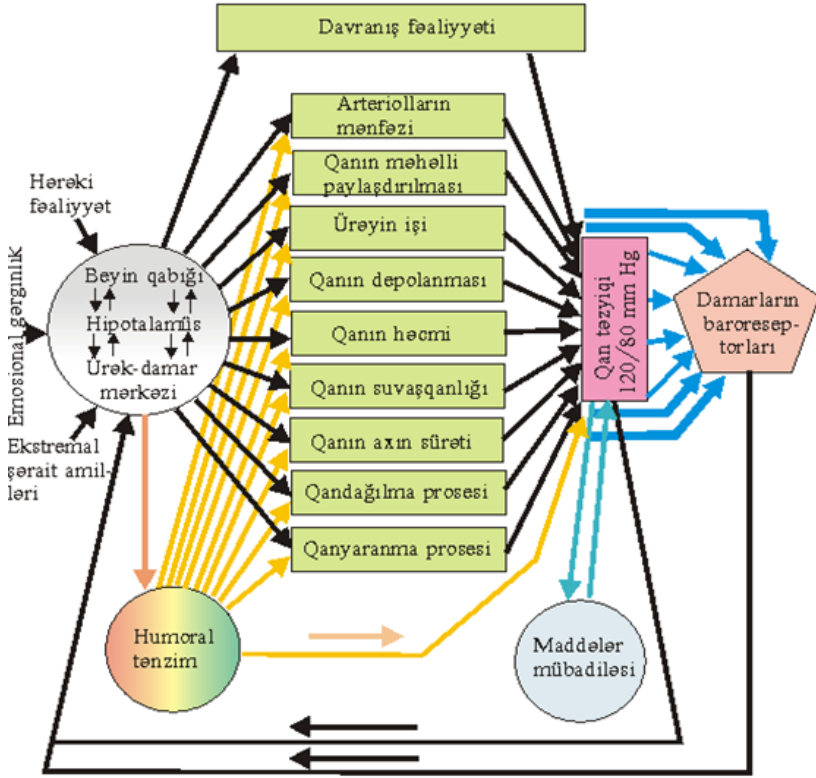 Davranış fəaliyyəti
Arteriolların
mənfəzi
Qanın məhəlli
paylaşdırılması
Ürəyin işi
Qanın depolanması
Qanın həcmi
Qanın suvaşqanlığı
Qanın axın sürəti
Qandağılma prosesi
Qanyaranma prosesi
Hərəki
fəaliyyət
Emosional gərginlik
Ekstremal
şərait amil-
ləri
Beyin qabığı
Hipotalamüs
Ürək-damar
mərkəzi
Humoral
tənzim
Qan təzyiqi
120/80 mm Hg
Damarların
baroresep-
torları
Maddələr
mübadiləsi